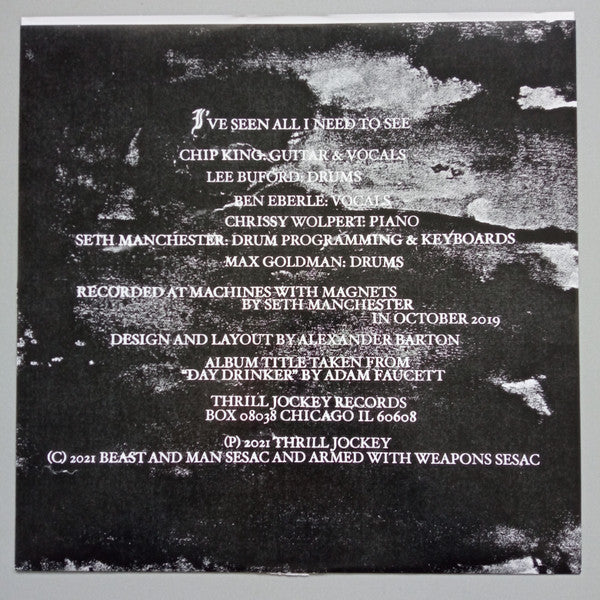 I'VE SEEN ALL I NEED TO SEE
CHIP KING: GUITAR & VOCALS
LEE BUFORD: DRUMS
BEN EBERLE: VOCALS
CHRISSY WOLPERT: PIANO
SETH MANCHESTER: DRUM PROGRAMMING & KEYBOARDS
MAX GOLDMAN: DRUMS
RECORDED AT MACHINES WITH MAGNETS
BY SETH MANCHESTER
IN OCTOBER 2019
DESIGN AND LAYOUT BY ALEXANDER BARTON
ALBUM TITLE TAKEN FROM
"DAY DRINKER" BY ADAM FAUCETT
THRILL JOCKEY RECORDS
BOX 08038 CHICAGO IL 60608
(P) 2021 THRILL JOCKEY
(C) 2021 BEAST AND MAN SESAC AND ARMED WITH WEAPONS SESAC